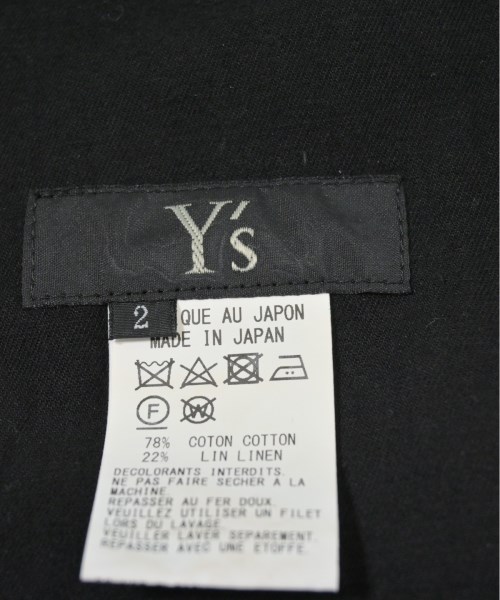 Y's
2
QUE AU JAPON
MADE IN JAPAN
F
W
78% COTON COTTON
22% LIN LINEN
DECOLORANTS INTERDITS.
NE PAS FAIRE SECHER A LA
MACHINE.
REPASSER AU FER DOUX.
VEUILLEZ UTILISER UN FILET
LORS DU LAVAGE.
VEUILLER LAVER SEPAREMENT.
REPASSER AVEC UNE ETOFFE.